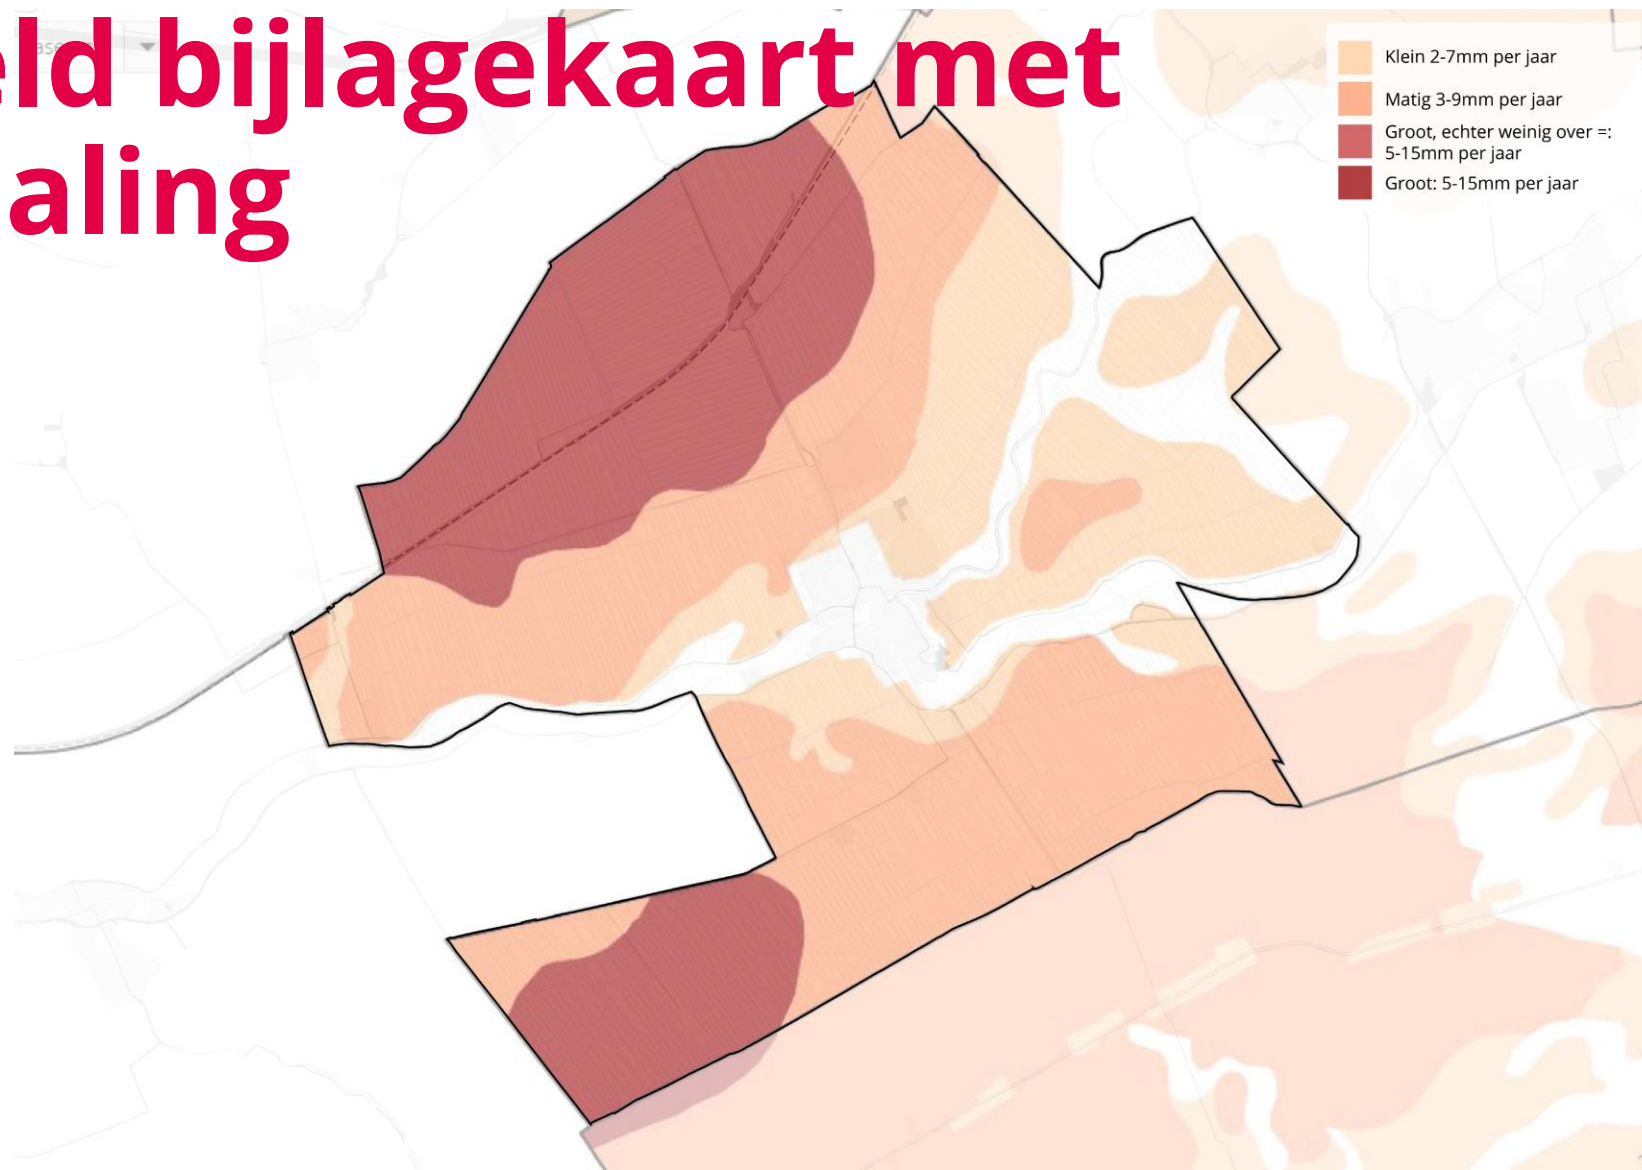 eld bijlagekaart met
aling
Klein 2-7mm per jaar
Matig 3-9mm per jaar
Groot, echter weinig over =:
5-15mm per jaar
Groot: 5-15mm per jaar